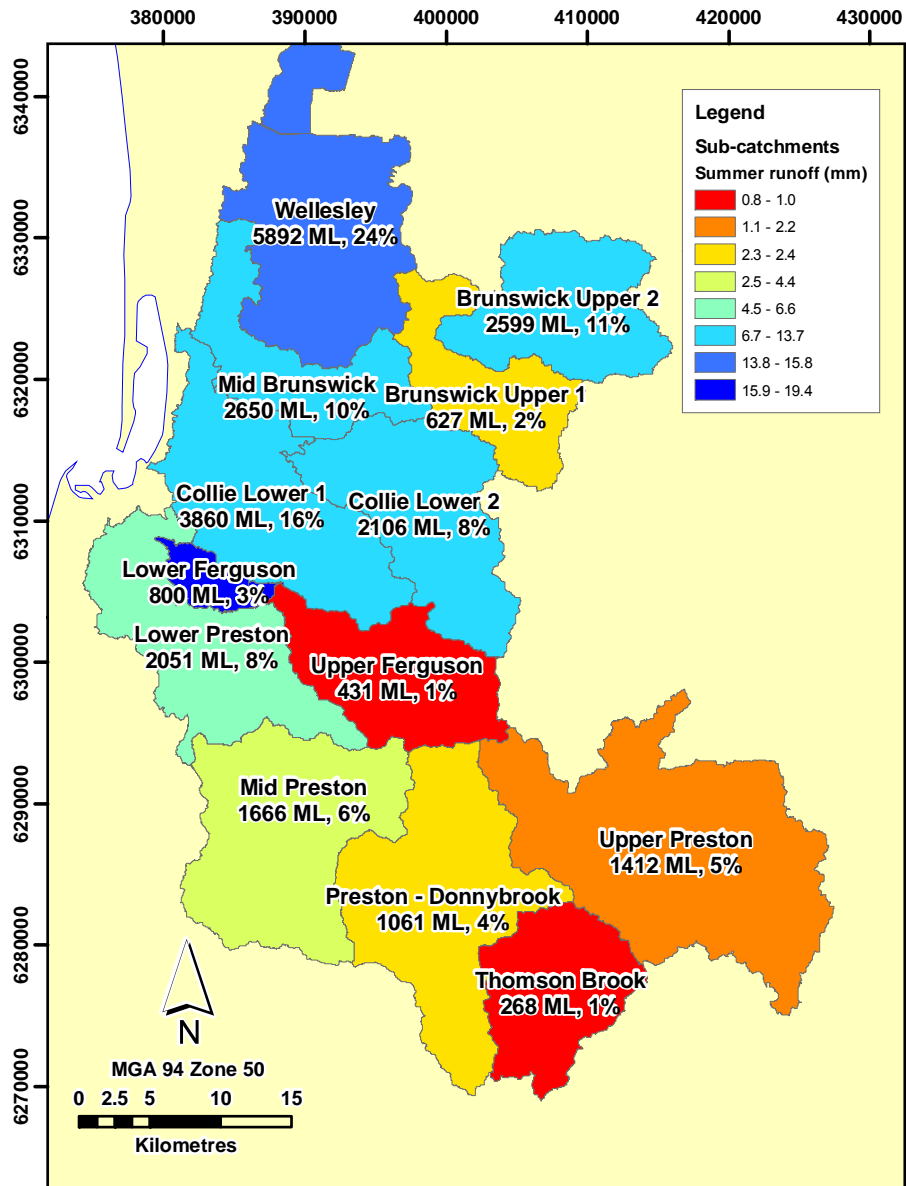 380000 390000 400000 410000 420000 430000
6340000
6330000
6320000
6310000
6300000
6290000
6280000
6270000
Legend
Sub-catchments
Summer runoff (mm)
0.8 - 1.0
1.1 - 2.2
2.3 - 2.4
2.5 - 4.4
4.5 - 6.6
6.7 - 13.7
13.8 - 15.8
15.9 - 19.4
Wellesley
5892 ML, 24%
Brunswick Upper 2
2599 ML, 11%
Mid Brunswick
2650 ML, 10%
Brunswick Upper 1
627 ML, 2%
Collie Lower 1
3860 ML, 16%
Collie Lower 2
2106 ML, 8%
Lower Ferguson
800 ML, 3%
Lower Preston
2051 ML, 8%
Upper Ferguson
431 ML, 1%
Mid Preston
1666 ML, 6%
Upper Preston
1412 ML, 5%
Preston - Donnybrook
1061 ML, 4%
Thomson Brook
268 ML, 1%
N
MGA 94 Zone 50
0 2.5 5 10 15
Kilometres